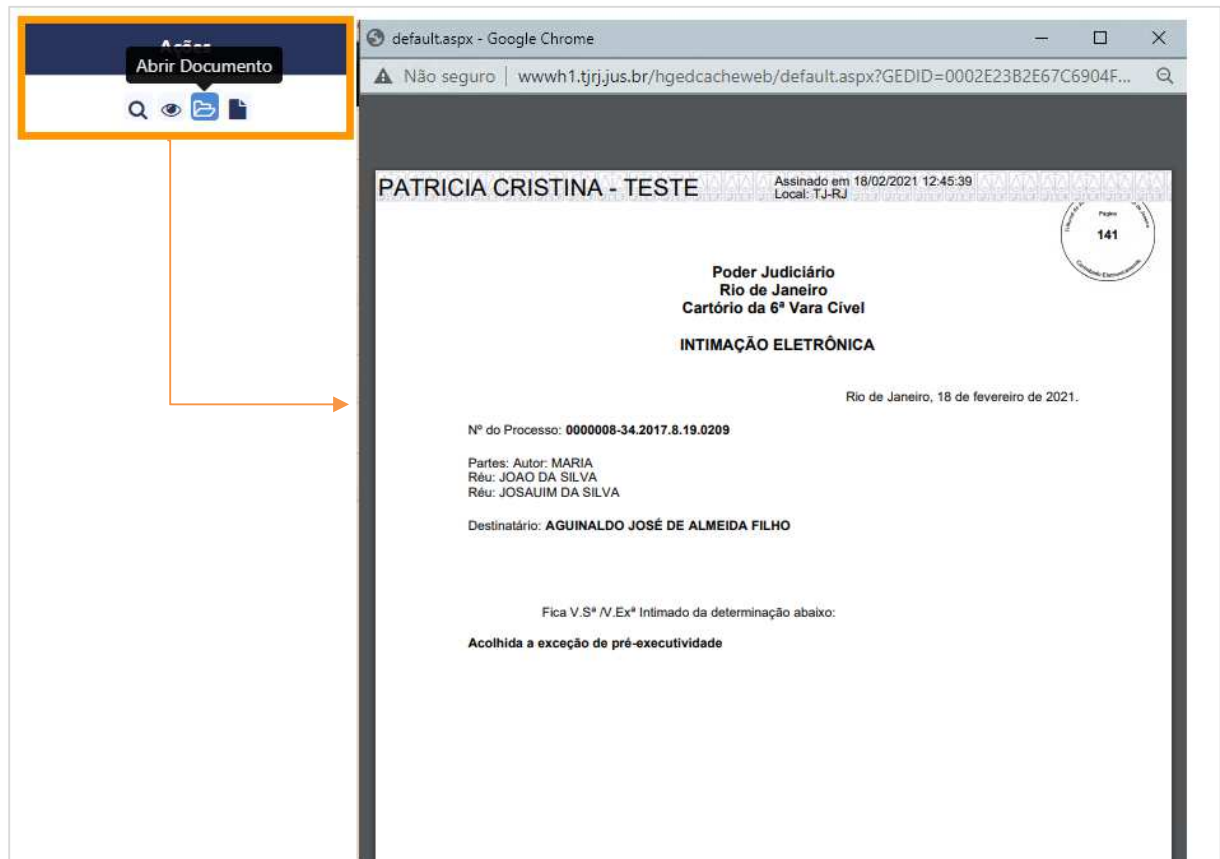 Ações
Abrir Documento
default.aspx - Google Chrome
Não seguro | wwwh1.tjrj.jus.br/hgedcacheweb/default.aspx?GEDID=0002E23B2E67C6904F...
PATRICIA CRISTINA - TESTE
Assinado em 18/02/2021 12:45:39
Local: TJ-RJ
Página
141
Poder Judiciário
Rio de Janeiro
Cartório da 6ª Vara Cível
INTIMAÇÃO ELETRÔNICA
Rio de Janeiro, 18 de fevereiro de 2021.
Nº do Processo: 0000008-34.2017.8.19.0209
Partes: Autor: MARIA
Réu: JOAO DA SILVA
Réu: JOSAUIM DA SILVA
Destinatário: AGUINALDO JOSÉ DE ALMEIDA FILHO
Fica V.Sª /V.Exª Intimado da determinação abaixo:
Acolhida a exceção de pré-executividade